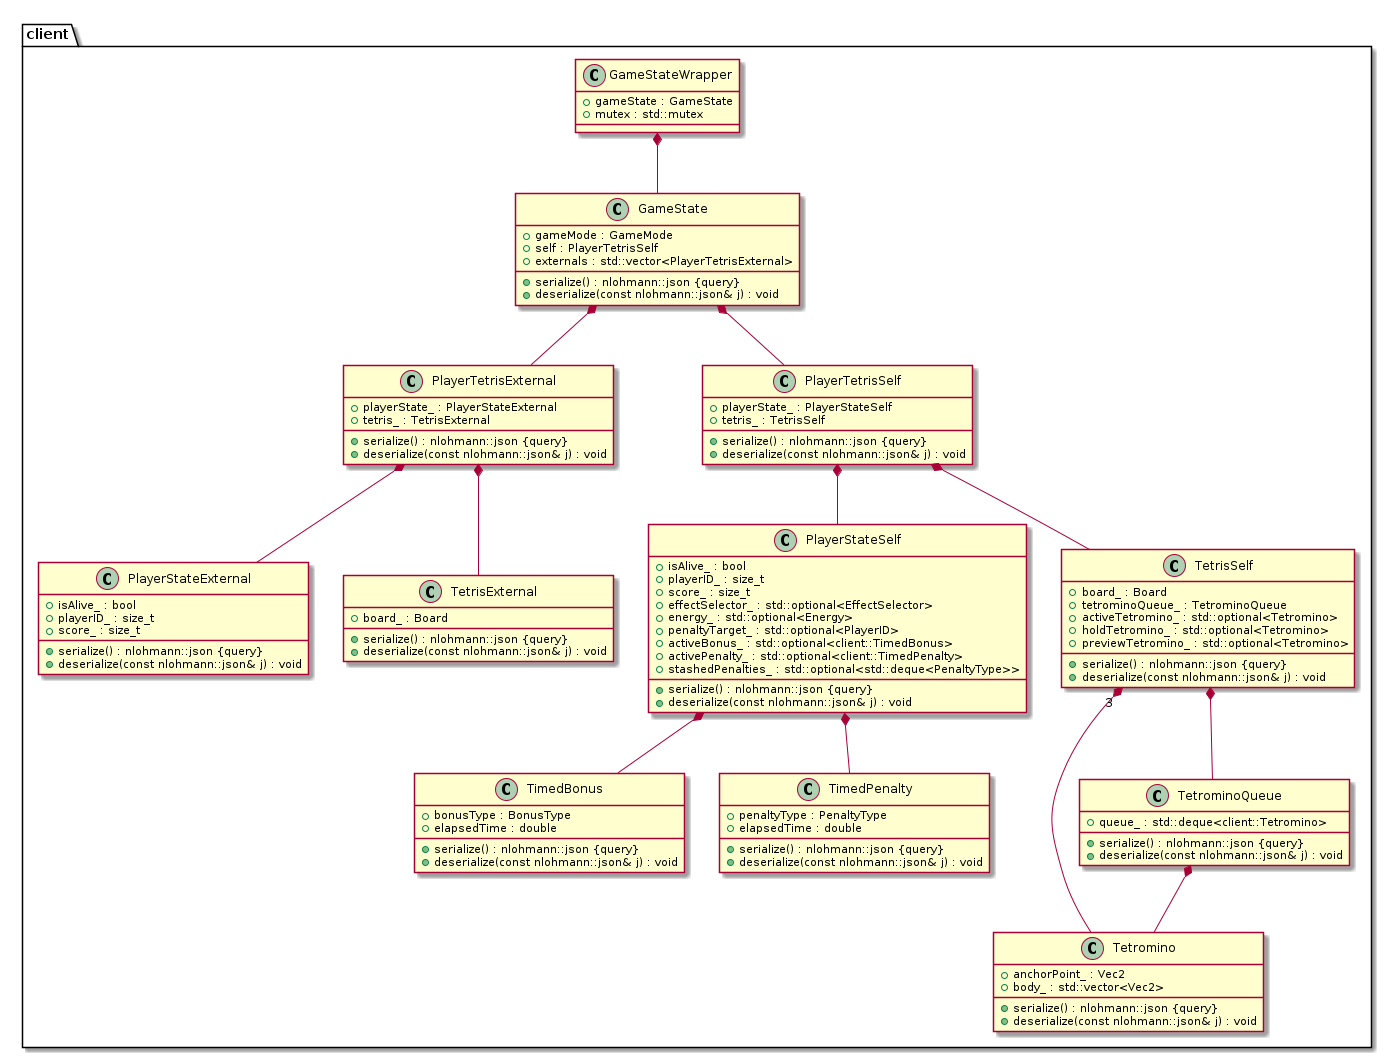 client
C GameStateWrapper
gameState : GameState
mutex : std::mutex
C GameState
gameMode : GameMode
self : PlayerTetrisSelf
externals : std::vector<PlayerTetrisExternal>
serialize() : nlohmann::json {query}
deserialize(const nlohmann::json& j) : void
C PlayerTetrisExternal
playerState_ : PlayerStateExternal
tetris_ : TetrisExternal
serialize() : nlohmann::json {query}
deserialize(const nlohmann::json& j) : void
C PlayerTetrisSelf
playerState_ : PlayerStateSelf
tetris_ : TetrisSelf
serialize() : nlohmann::json {query}
deserialize(const nlohmann::json& j) : void
C PlayerStateExternal
isAlive_ : bool
playerID_ : size_t
score_ : size_t
serialize() : nlohmann::json {query}
deserialize(const nlohmann::json& j) : void
C TetrisExternal
board_ : Board
serialize() : nlohmann::json {query}
deserialize(const nlohmann::json& j) : void
C PlayerStateSelf
isAlive_ : bool
playerID_ : size_t
score_ : size_t
effectSelector_ : std::optional<EffectSelector>
energy_ : std::optional<Energy>
penaltyTarget_ : std::optional<PlayerID>
activeBonus_ : std::optional<client::TimedBonus>
activePenalty_ : std::optional<client::TimedPenalty>
stashedPenalties_ : std::optional<std::deque<PenaltyType>>
serialize() : nlohmann::json {query}
deserialize(const nlohmann::json& j) : void
C TetrisSelf
board_ : Board
tetrominoQueue_ : TetrominoQueue
activeTetromino_ : std::optional<Tetromino>
holdTetromino_ : std::optional<Tetromino>
previewTetromino_ : std::optional<Tetromino>
serialize() : nlohmann::json {query}
deserialize(const nlohmann::json& j) : void
3
C TimedBonus
bonusType : BonusType
elapsedTime : double
serialize() : nlohmann::json {query}
deserialize(const nlohmann::json& j) : void
C TimedPenalty
penaltyType : PenaltyType
elapsedTime : double
serialize() : nlohmann::json {query}
deserialize(const nlohmann::json& j) : void
C TetrominoQueue
queue_ : std::deque<client::Tetromino>
serialize() : nlohmann::json {query}
deserialize(const nlohmann::json& j) : void
C Tetromino
anchorPoint_ : Vec2
body_ : std::vector<Vec2>
serialize() : nlohmann::json {query}
deserialize(const nlohmann::json& j) : void